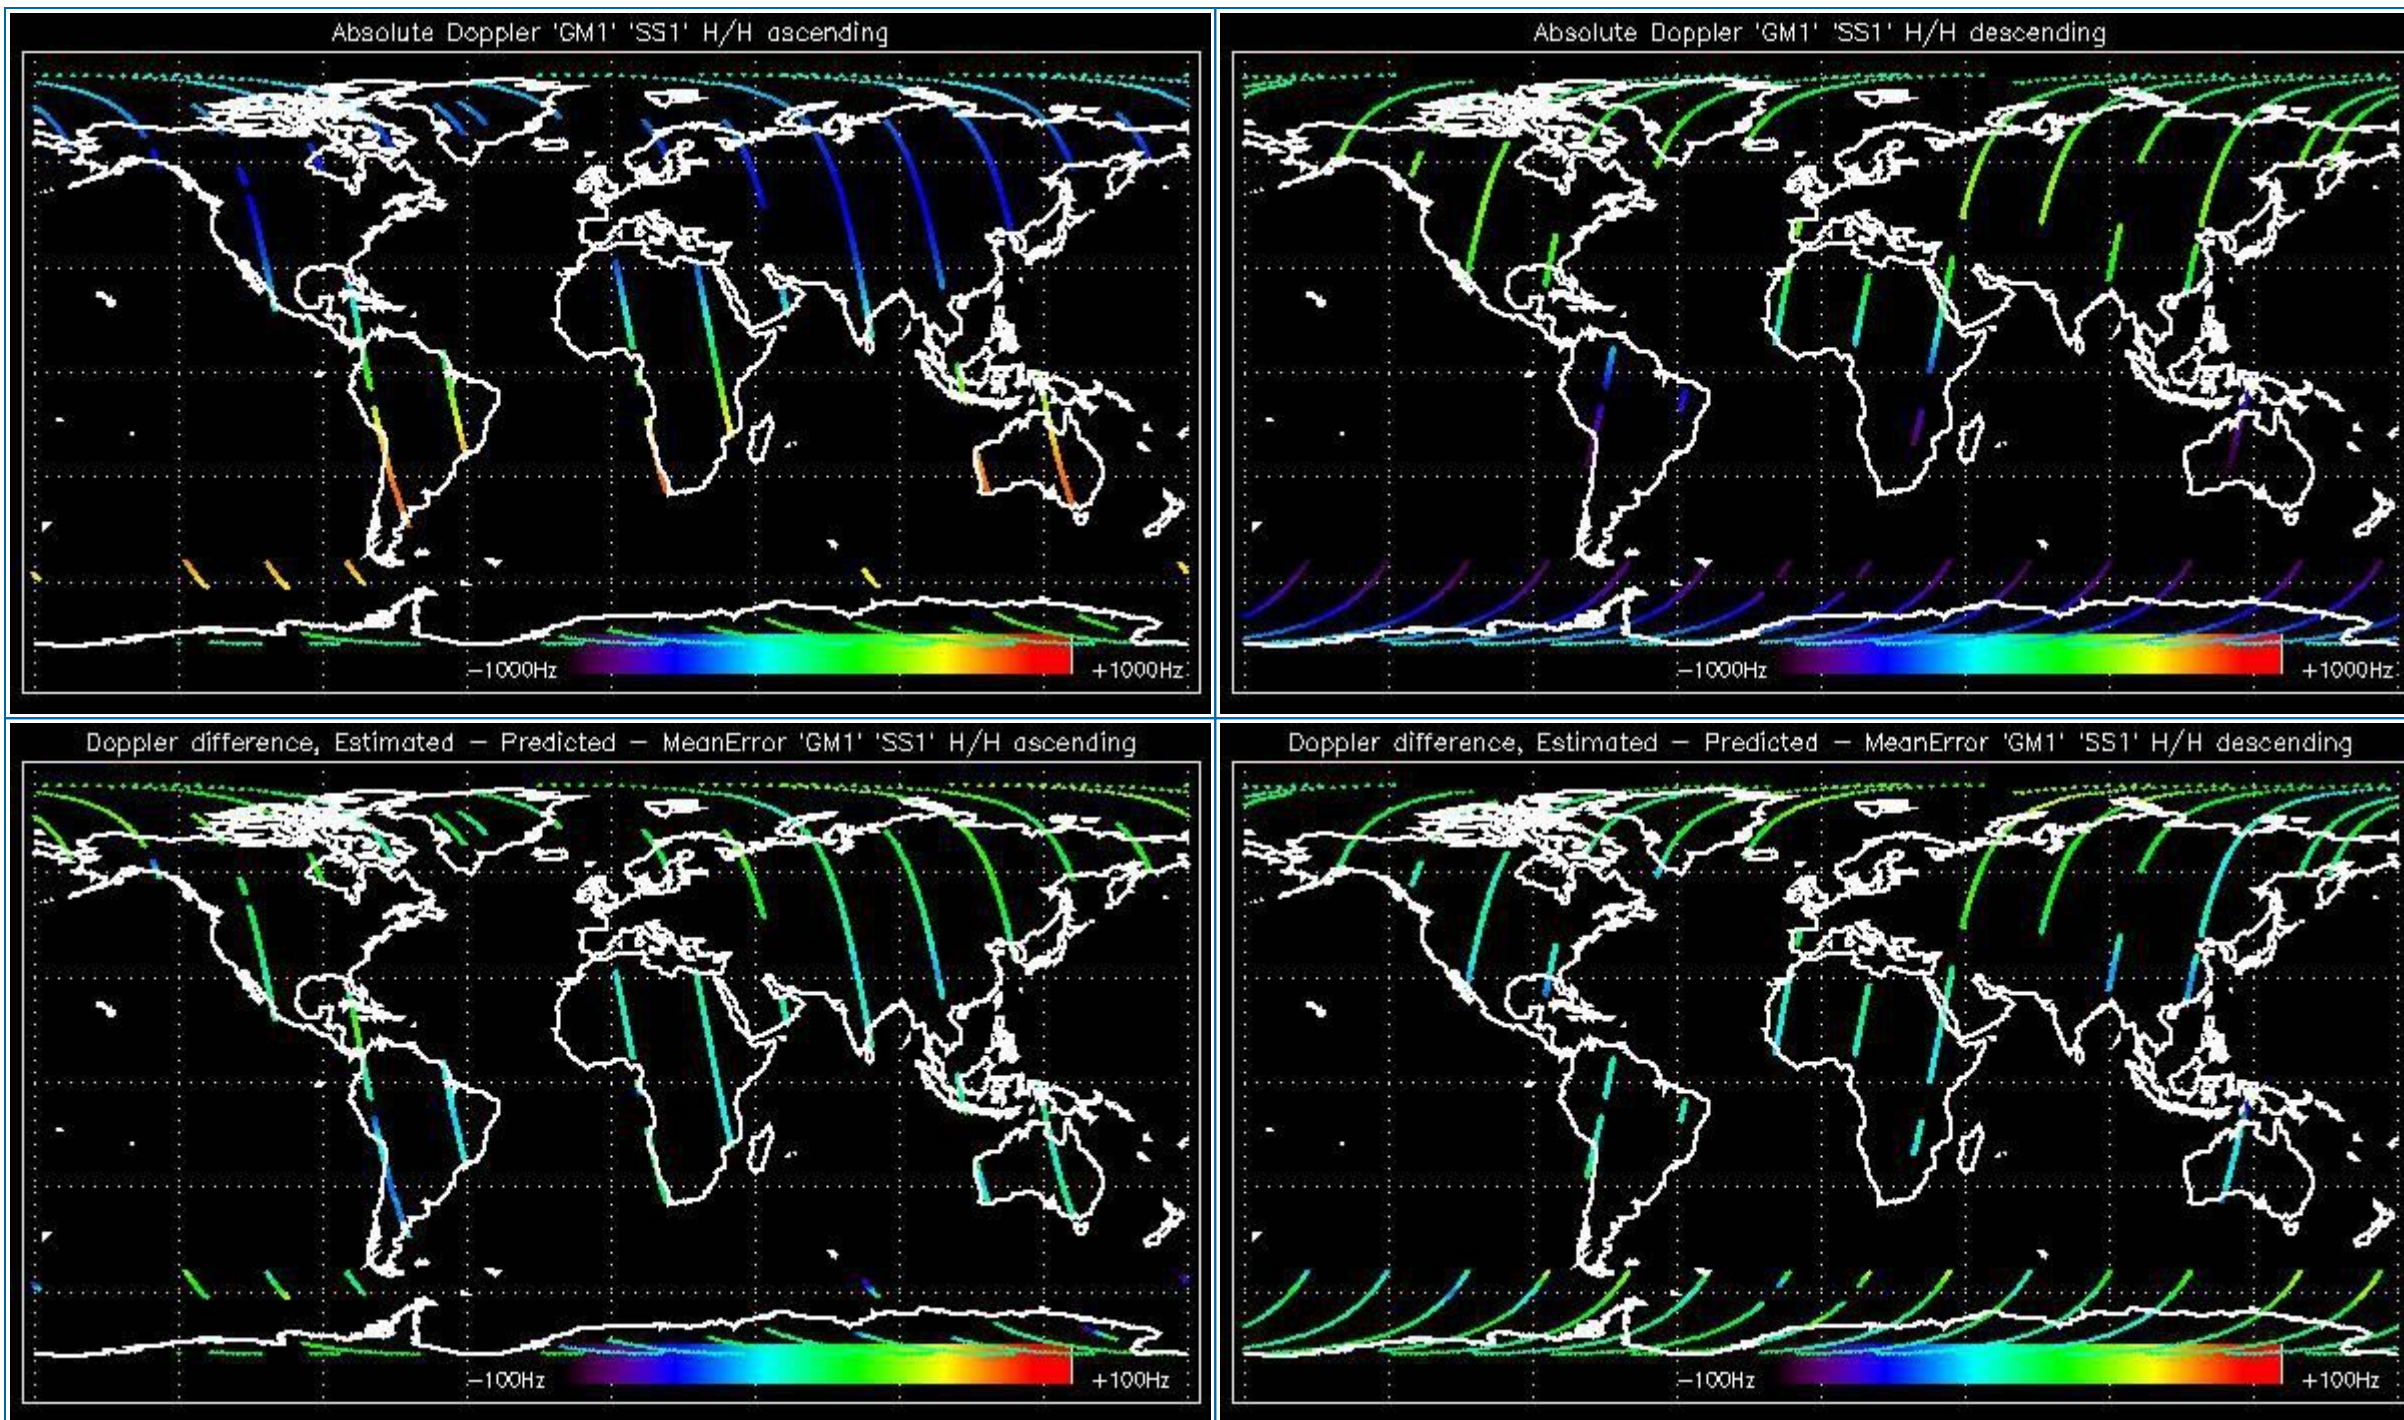 Absolute Doppler 'GM1' 'SS1' H/H ascending
−1000Hz
+1000Hz
Absolute Doppler 'GM1' 'SS1' H/H descending
−1000Hz
+1000Hz
Doppler difference, Estimated − Predicted − MeanError 'GM1' 'SS1' H/H ascending
−100Hz
+100Hz
Doppler difference, Estimated − Predicted − MeanError 'GM1' 'SS1' H/H descending
−100Hz
+100Hz